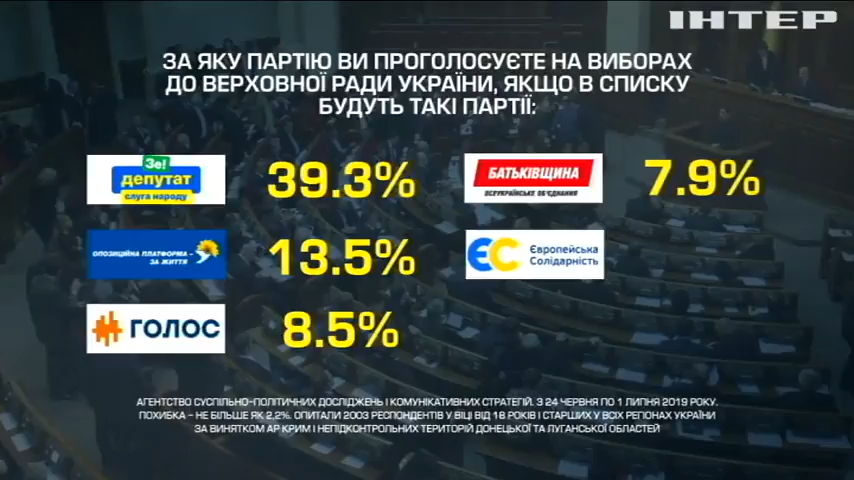 ІНТЕР
ЗА ЯКУ ПАРТІЮ ВИ ПРОГОЛОСУЄТЕ НА ВИБОРАХ
ДО ВЕРХОВНОЇ РАДИ УКРАЇНИ, ЯКЩО В СПИСКУ
БУДУТЬ ТАКІ ПАРТІЇ:
Зе!
депутат
слуга народу
39.3%
БАТЬКІВЩИНА
ВСЕУКРАЇНСЬКЕ ОБ'ЄДНАННЯ
7.9%
ОПОЗИЦІЙНА ПЛАТФОРМА –
ЗА ЖИТТЯ
13.5%
ЄС
Європейська
Солідарність
ГОЛОС
8.5%
АГЕНТСТВО СУСПІЛЬНО-ПОЛІТИЧНИХ ДОСЛІДЖЕНЬ І КОМУНІКАТИВНИХ СТРАТЕГІЙ. З 24 ЧЕРВНЯ ПО 1 ЛИПНЯ 2019 РОКУ.
ПОХИБКА – НЕ БІЛЬШЕ ЯК 2,2%. ОПИТАЛИ 2003 РЕСПОНДЕНТІВ У ВІЦІ ВІД 18 РОКІВ І СТАРШИХ У ВСІХ РЕГІОНАХ УКРАЇНИ
ЗА ВИНЯТКОМ АР КРИМ І НЕПІДКОНТРОЛЬНИХ ТЕРИТОРІЙ ДОНЕЦЬКОЇ ТА ЛУГАНСЬКОЇ ОБЛАСТЕЙ